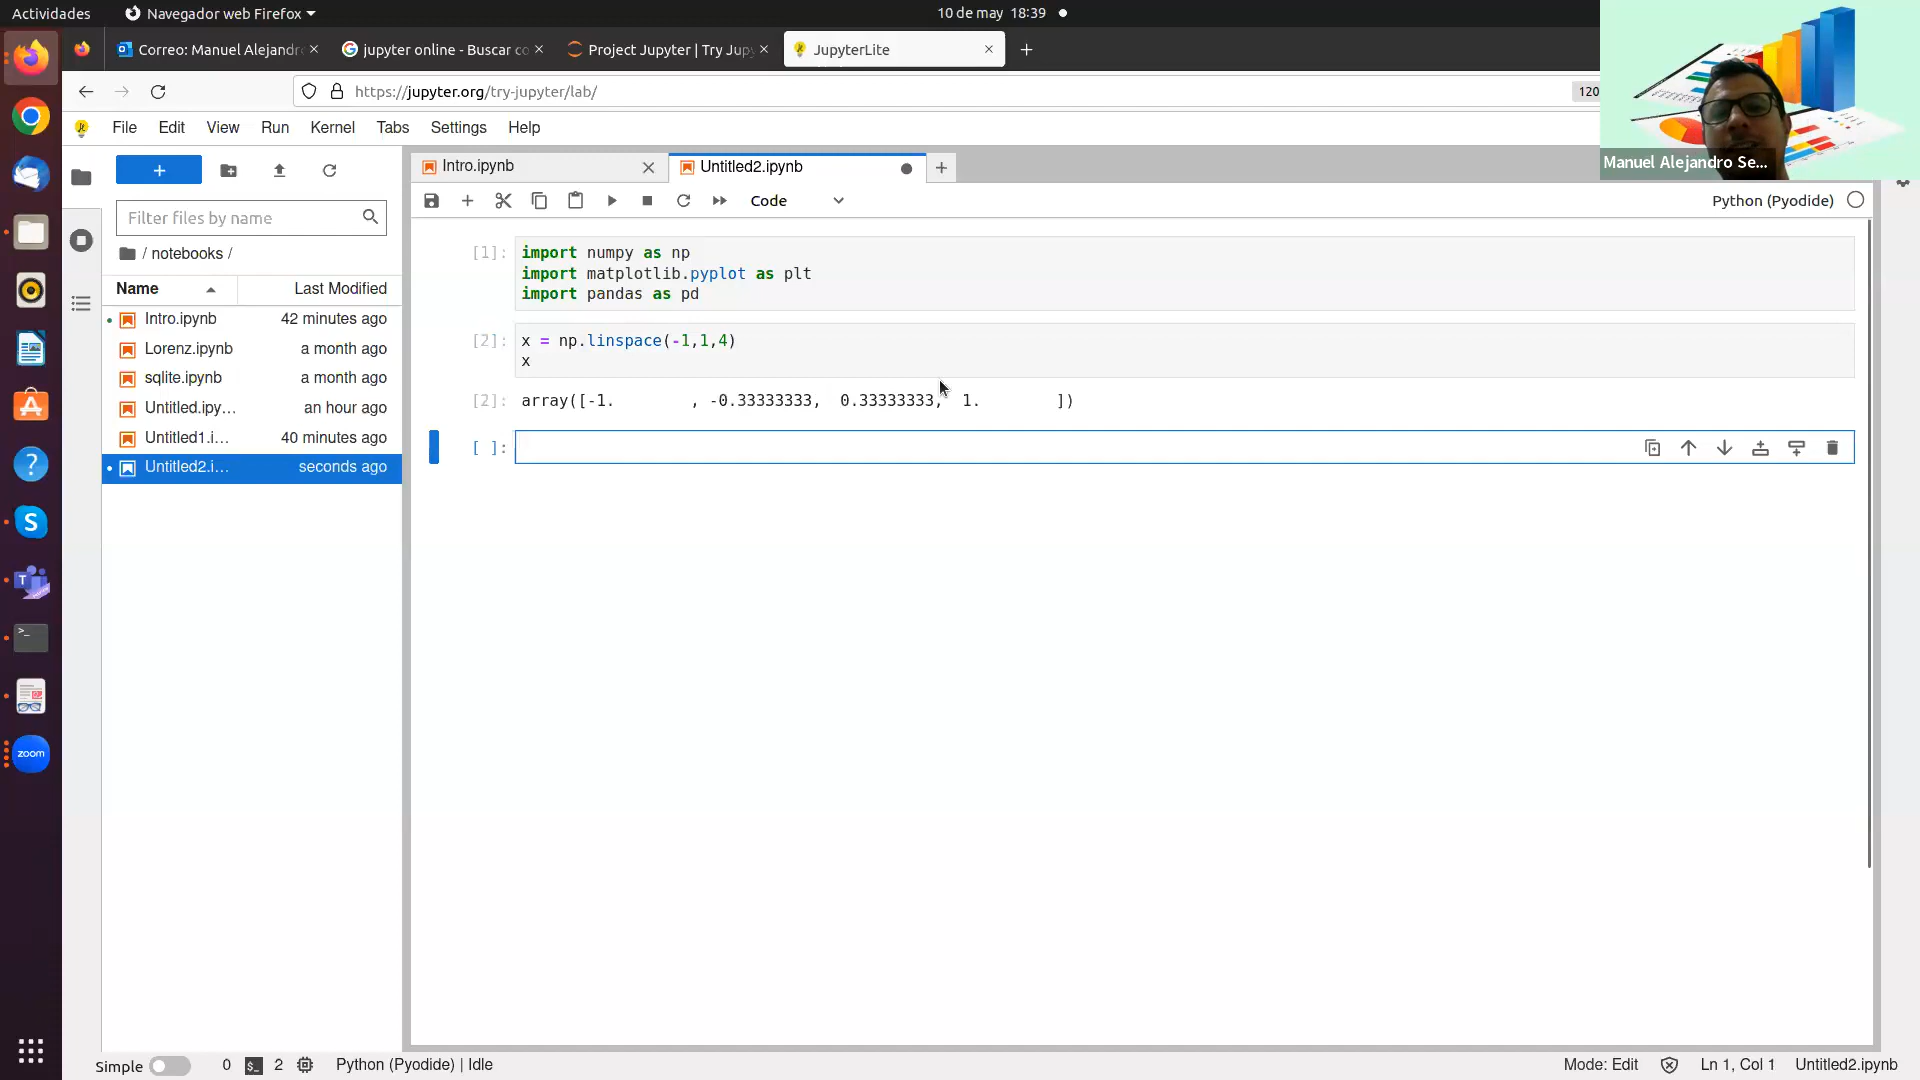 Actividades
Navegador web Firefox
10 de may 18:39
Correo: Manuel Alejandr
jupyter online - Buscar co
Project Jupyter | Try Jup
JupyterLite
https://jupyter.org/try-jupyter/lab/
120
File Edit View Run Kernel Tabs Settings Help
Manuel Alejandro Se...
Intro.ipynb
Untitled2.ipynb
Filter files by name
Code
Python (Pyodide)
/ notebooks /
Name Last Modified
Intro.ipynb 42 minutes ago
Lorenz.ipynb a month ago
sqlite.ipynb a month ago
Untitled.ipy... an hour ago
Untitled1.i... 40 minutes ago
Untitled2.i... seconds ago
[1]: import numpy as np
import matplotlib.pyplot as plt
import pandas as pd
[2]: x = np.linspace(-1,1,4)
x
[2]: array([-1.        , -0.33333333,  0.33333333,  1.        ])
[ ]:
zoom
Simple 0 2 Python (Pyodide) | Idle
Mode: Edit Ln 1, Col 1 Untitled2.ipynb